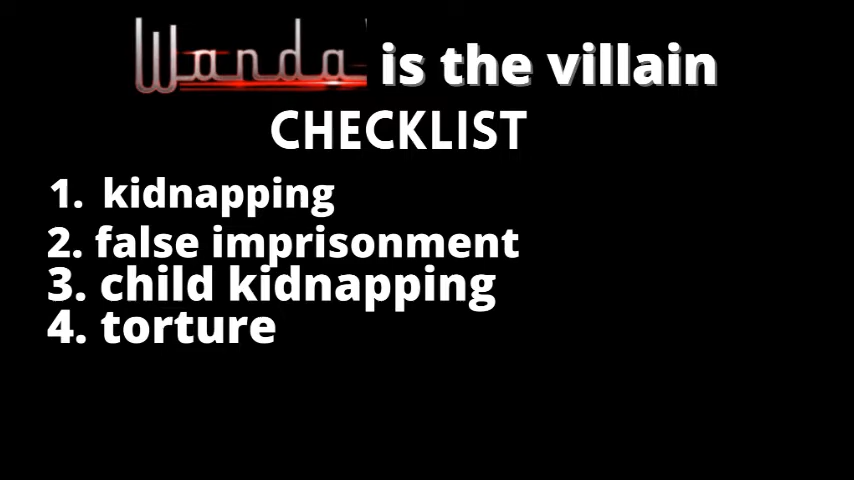 Wanda is the villain
CHECKLIST
1. kidnapping
2. false imprisonment
3. child kidnapping
4. torture